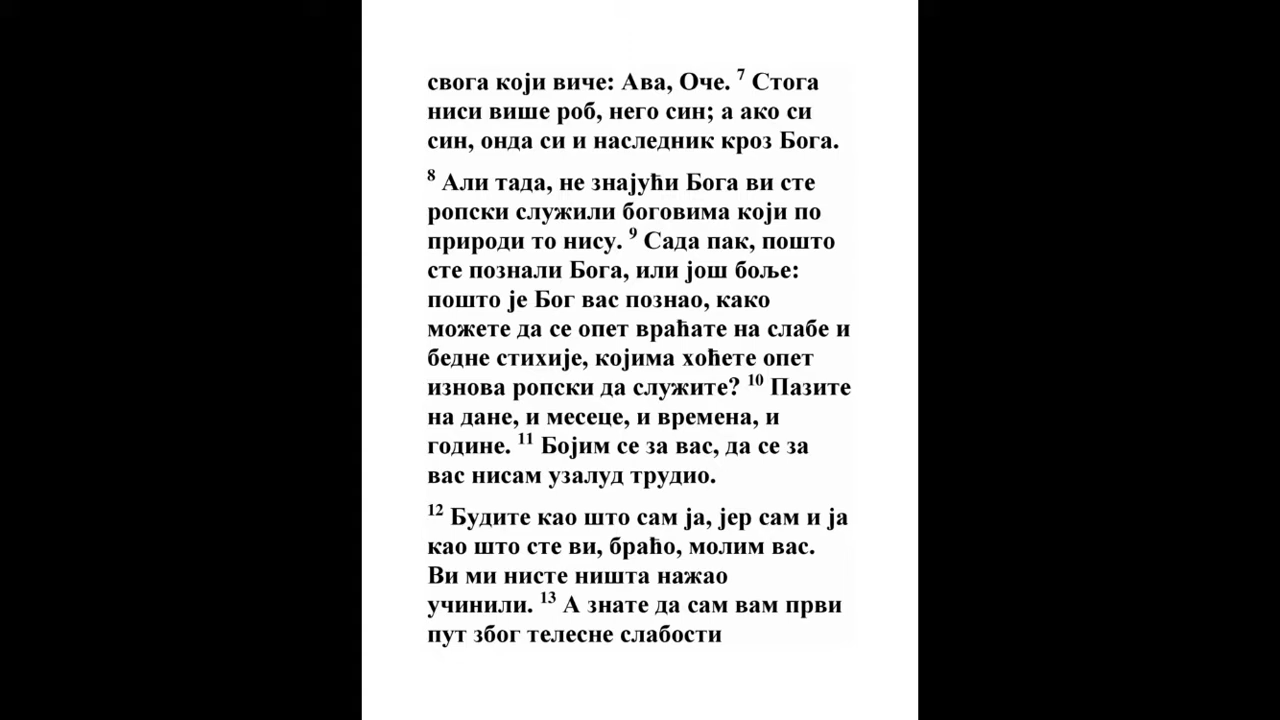 свога који виче: Ава, Оче. 7 Стога
ниси више роб, него син; а ако си
син, онда си и наследник кроз Бога.
8 Али тада, не знајући Бога ви сте
ропски служили боговима који по
природи то нису. 9 Сада пак, пошто
сте познали Бога, или још боље:
пошто је Бог вас познао, како
можете да се опет враћате на слабе и
бедне стихије, којима хоћете опет
изнова ропски да служите? 10 Пазите
на дане, и месеце, и времена, и
године. 11 Бојим се за вас, да се за
вас нисам узалуд трудио.
12 Будите као што сам ја, јер сам и ја
као што сте ви, браћо, молим вас.
Ви ми нисте ништа нажао
учинили. 13 А знате да сам вам први
пут због телесне слабости